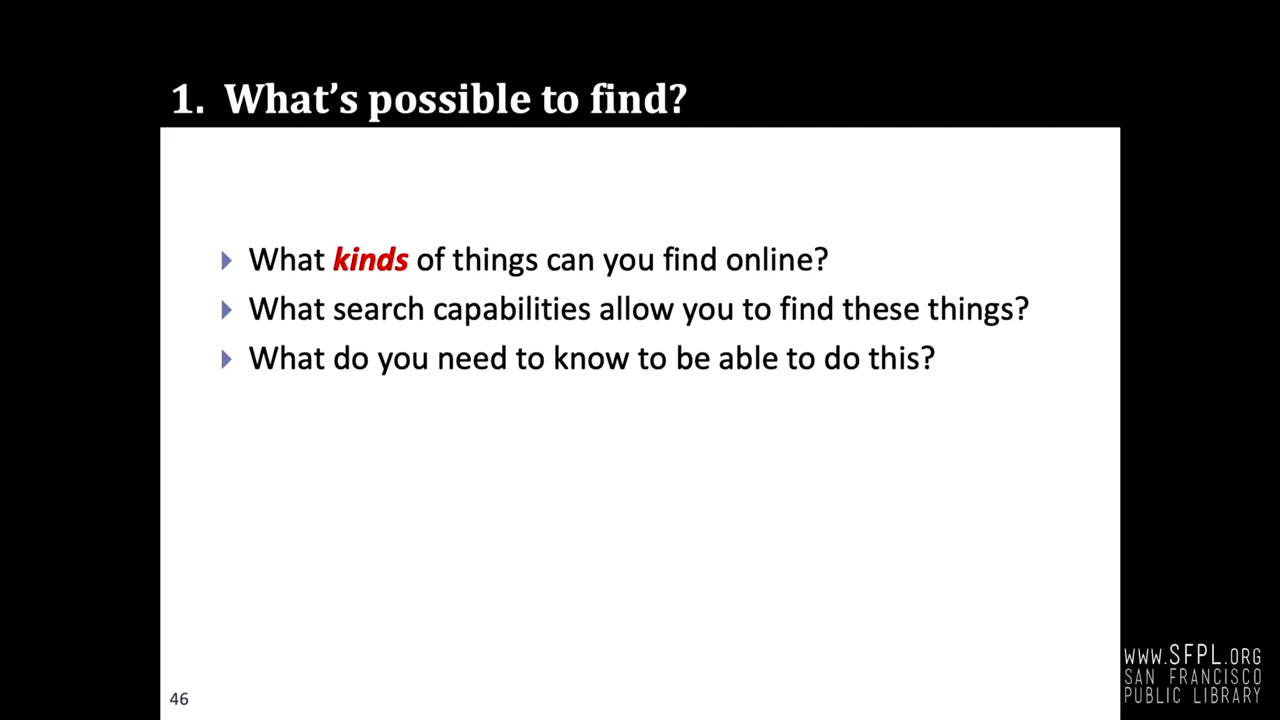 1. What's possible to find?
What kinds of things can you find online?
What search capabilities allow you to find these things?
What do you need to know to be able to do this?
46
WWW.SFPL.ORG
SAN FRANCISCO
PUBLIC LIBRARY